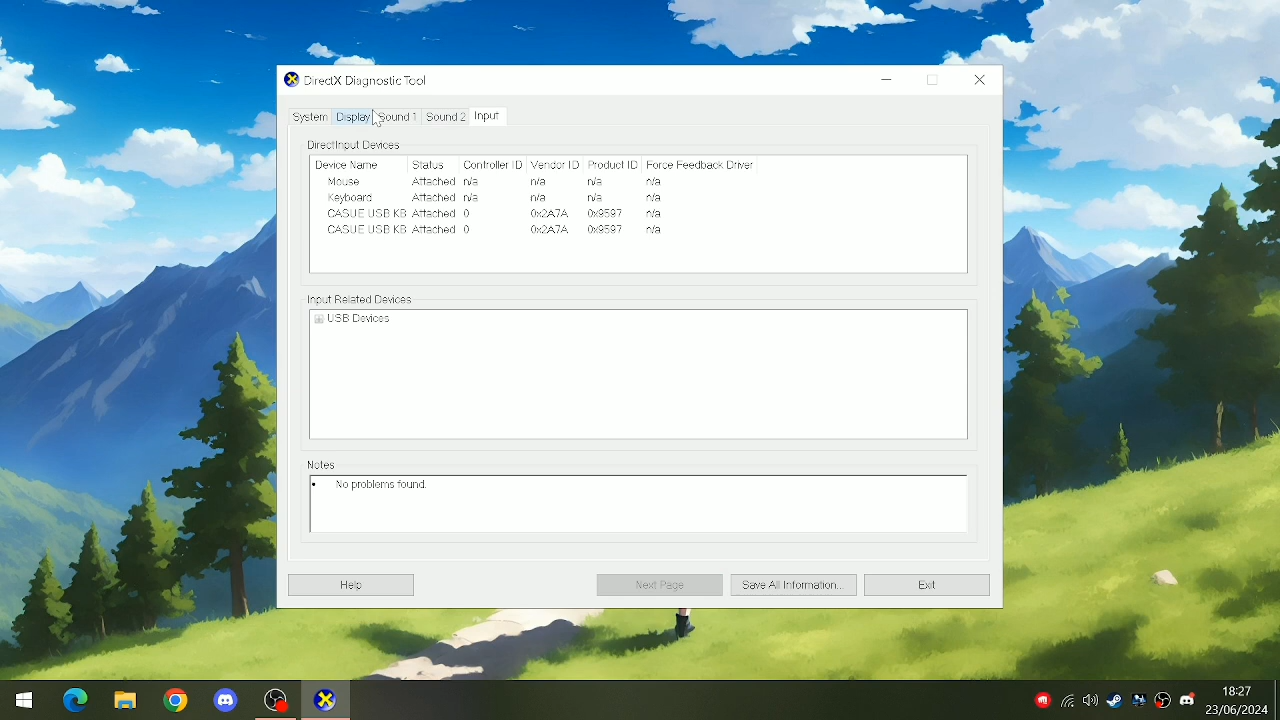 DirectX Diagnostic Tool
System Display Sound 1 Sound 2 Input
DirectInput Devices
Device Name Status Controller ID Vendor ID Product ID Force Feedback Driver
Mouse Attached n/a n/a n/a n/a
Keyboard Attached n/a n/a n/a n/a
CASUE USB KB Attached 0 0x2A7A 0x9597 n/a
CASUE USB KB Attached 0 0x2A7A 0x9597 n/a
Input Related Devices
USB Devices
Notes
No problems found.
Help Next Page Save All Information... Exit
18:27
23/06/2024